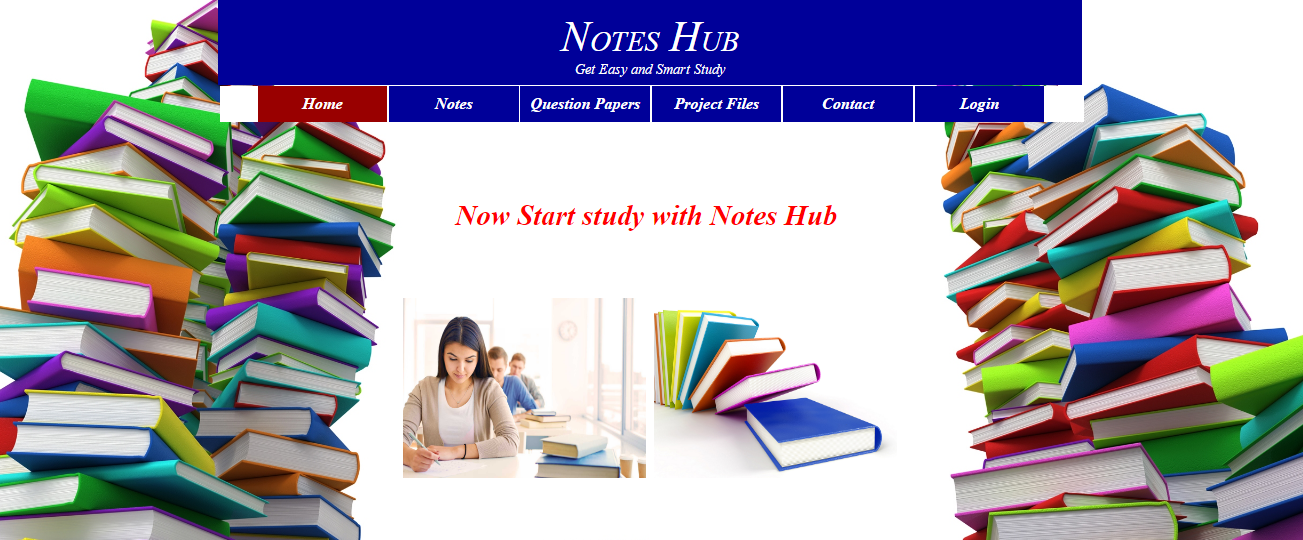 Notes Hub
Get Easy and Smart Study
Home Notes Question Papers Project Files Contact Login
Now Start study with Notes Hub